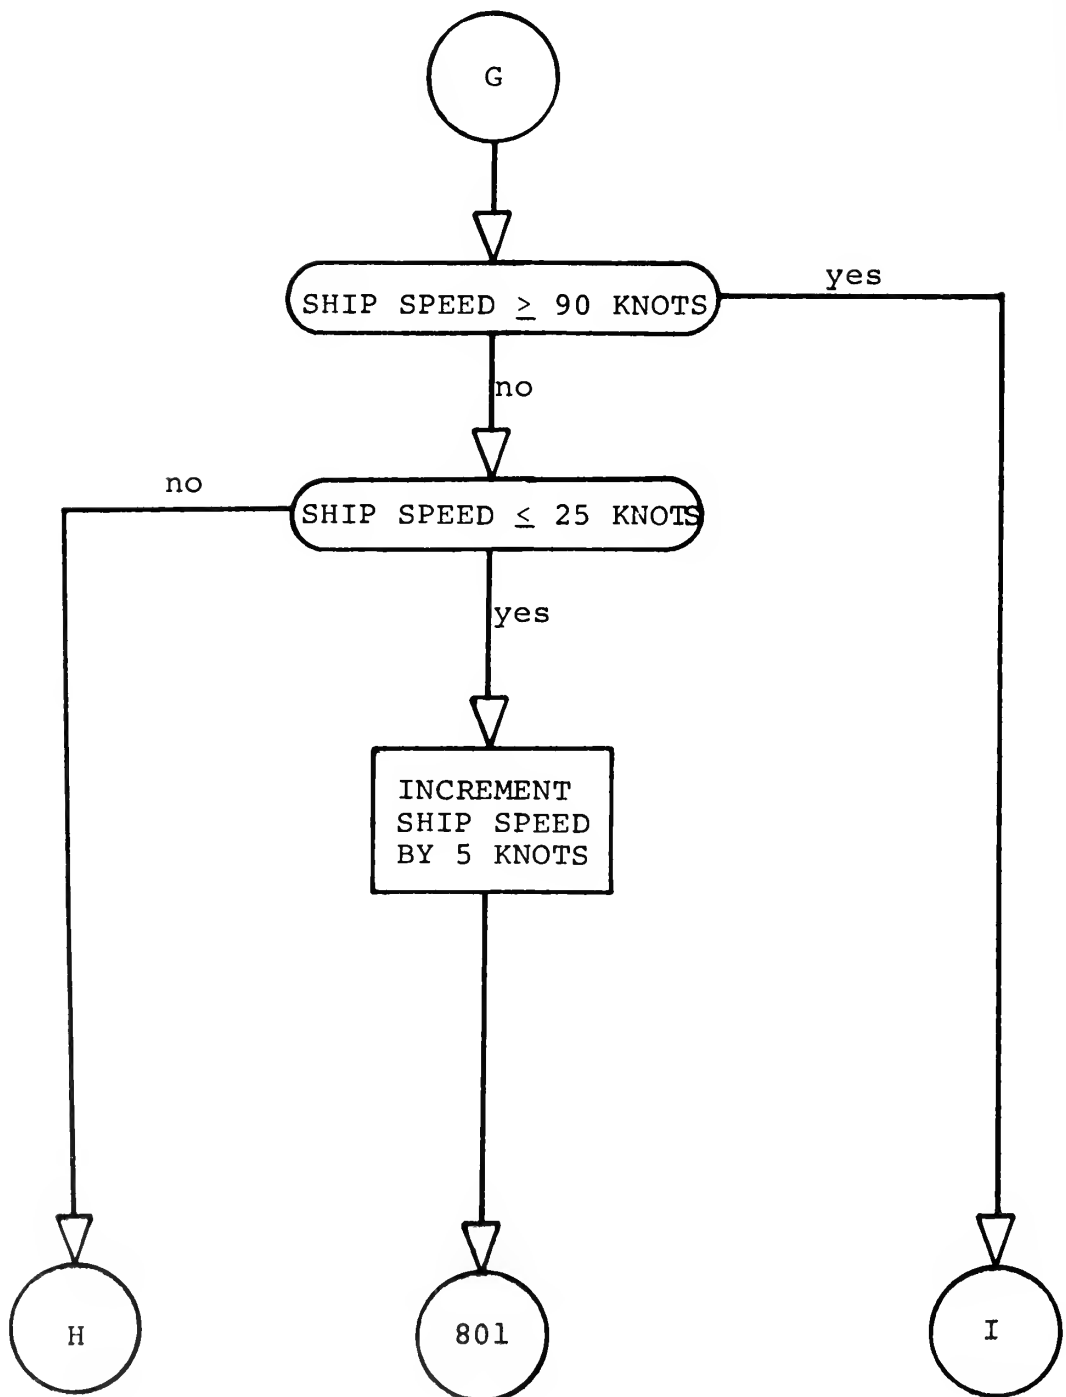 G
yes
SHIP SPEED ≥ 90 KNOTS
no
no
SHIP SPEED ≤ 25 KNOTS
yes
INCREMENT
SHIP SPEED
BY 5 KNOTS
H
801
I